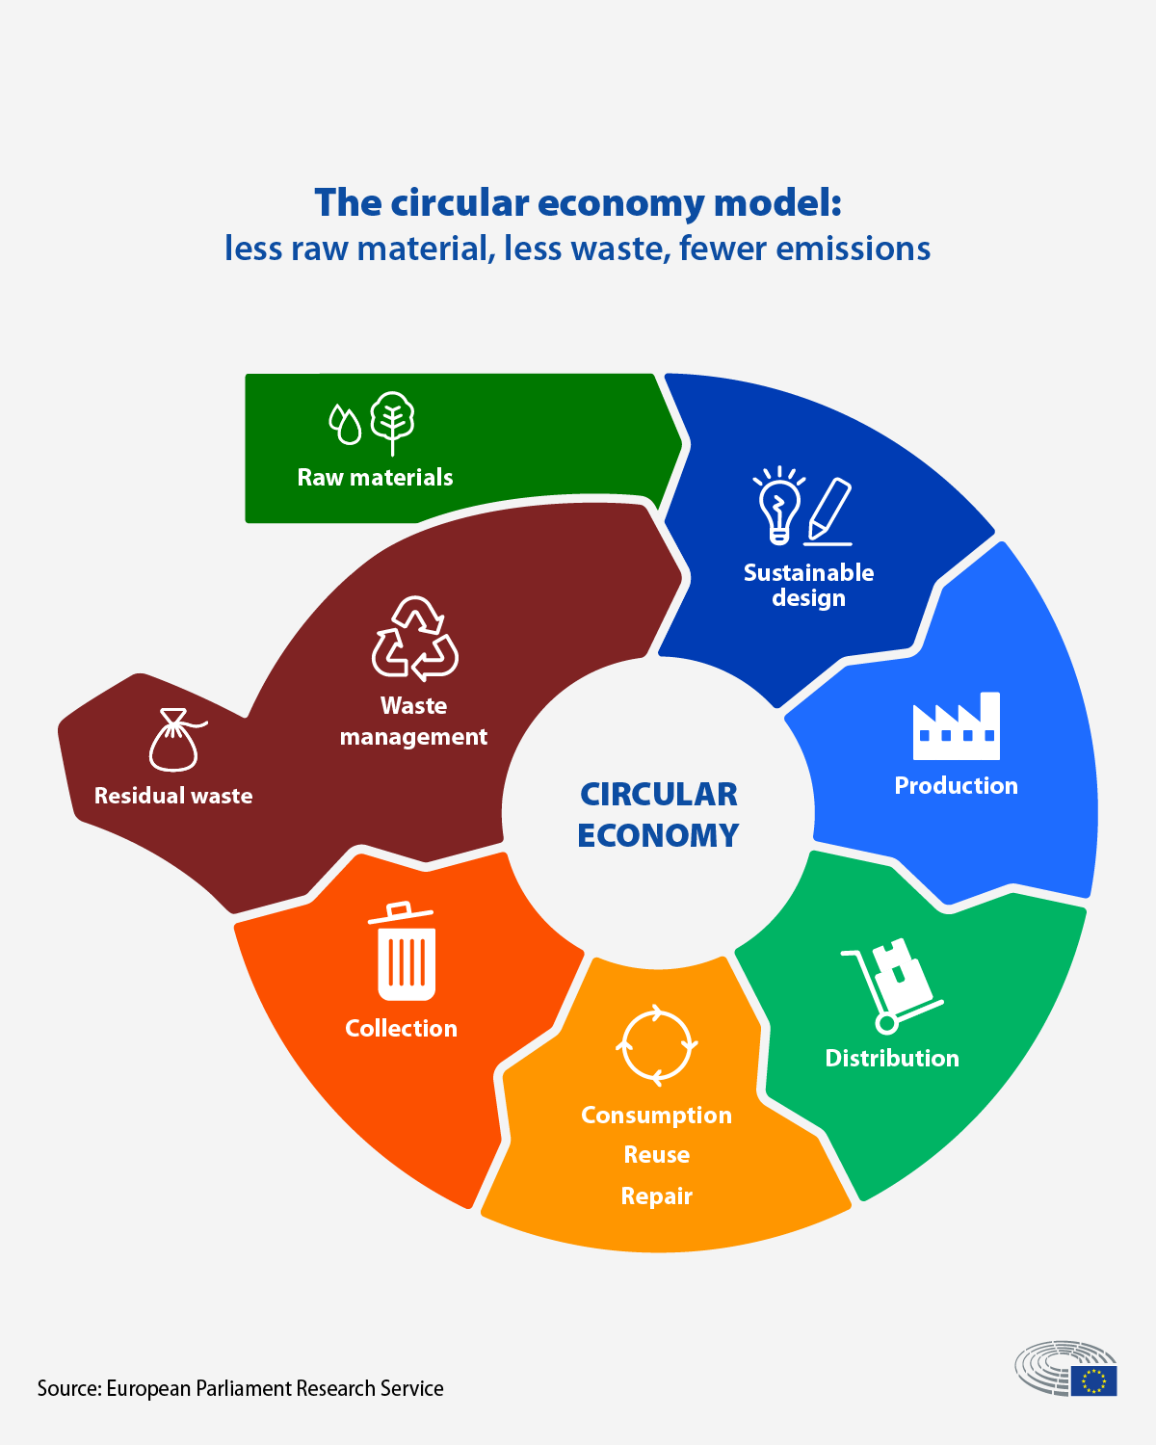 The circular economy model:
less raw material, less waste, fewer emissions
Raw materials
Sustainable
design
Production
Distribution
Consumption
Reuse
Repair
Collection
Waste
management
Residual waste
CIRCULAR
ECONOMY
Source: European Parliament Research Service